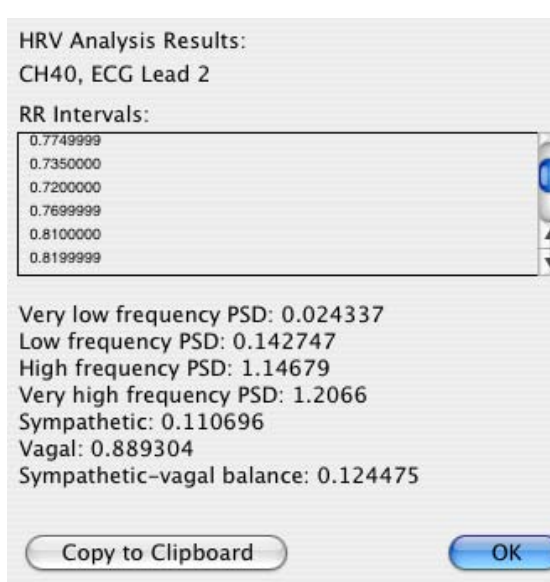 HRV Analysis Results:
CH40, ECG Lead 2
RR Intervals:
0.7749999
0.7350000
0.7200000
0.7699999
0.8100000
0.8199999
Very low frequency PSD: 0.024337
Low frequency PSD: 0.142747
High frequency PSD: 1.14679
Very high frequency PSD: 1.2066
Sympathetic: 0.110696
Vagal: 0.889304
Sympathetic-vagal balance: 0.124475
Copy to Clipboard
OK